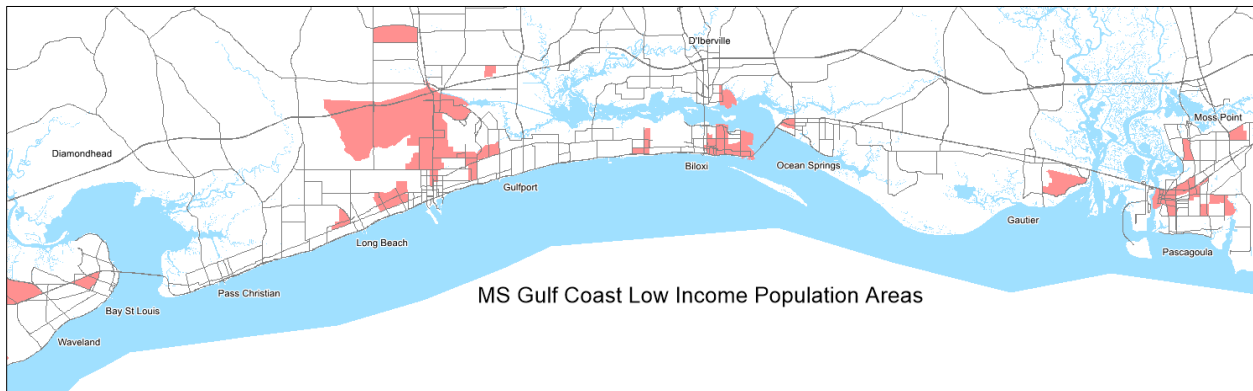 D'Iberville
Moss Point
Diamondhead
Biloxi
Ocean Springs
Gulfport
Gautier
Long Beach
Pascagoula
Pass Christian
MS Gulf Coast Low Income Population Areas
Bay St Louis
Waveland